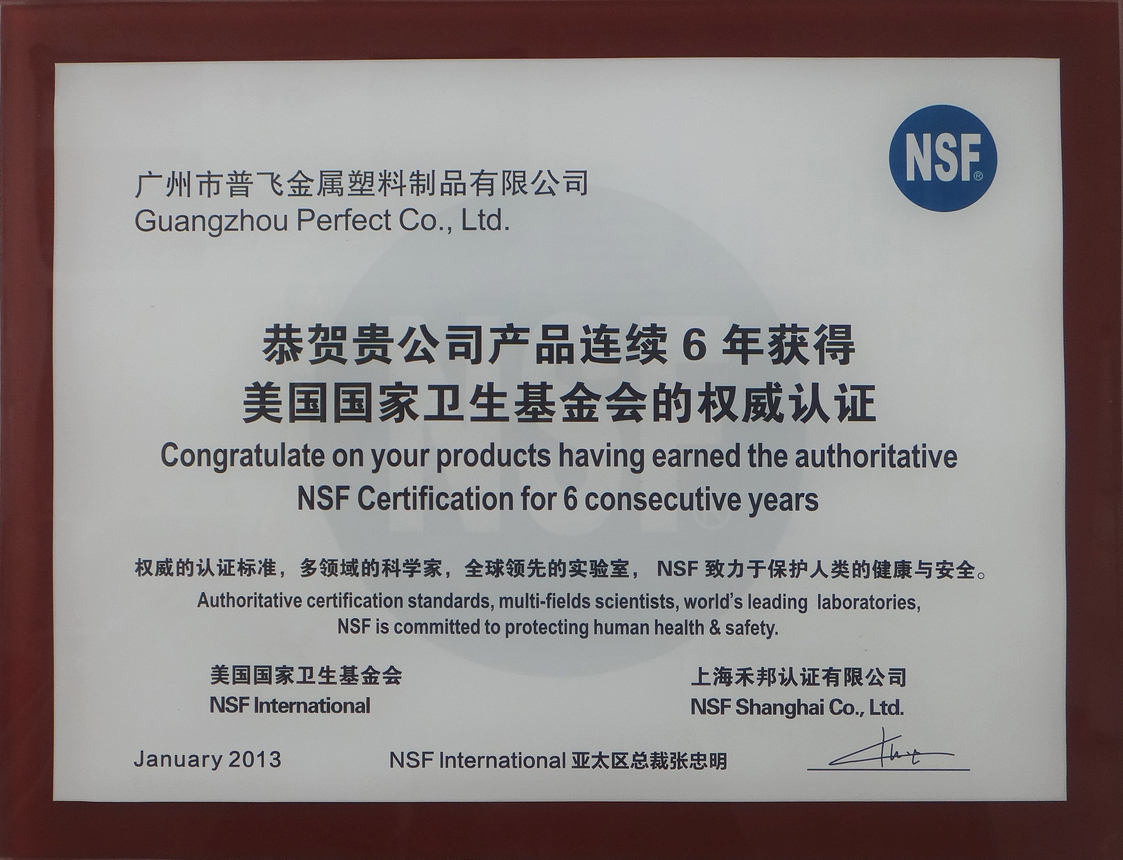 NSF®
广州市普飞金属塑料制品有限公司
Guangzhou Perfect Co., Ltd.
恭贺贵公司产品连续 6 年获得
美国国家卫生基金会的权威认证
Congratulate on your products having earned the authoritative
NSF Certification for 6 consecutive years
权威的认证标准，多领域的科学家，全球领先的实验室， NSF 致力于保护人类的健康与安全。
Authoritative certification standards, multi-fields scientists, world's leading laboratories,
NSF is committed to protecting human health & safety.
美国国家卫生基金会
NSF International
上海禾邦认证有限公司
NSF Shanghai Co., Ltd.
January 2013
NSF International 亚太区总裁张忠明